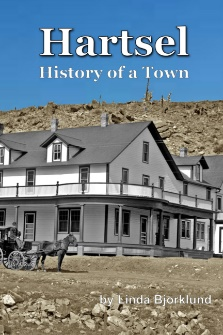 Hartsel
History of a Town
by Linda Bjorklund